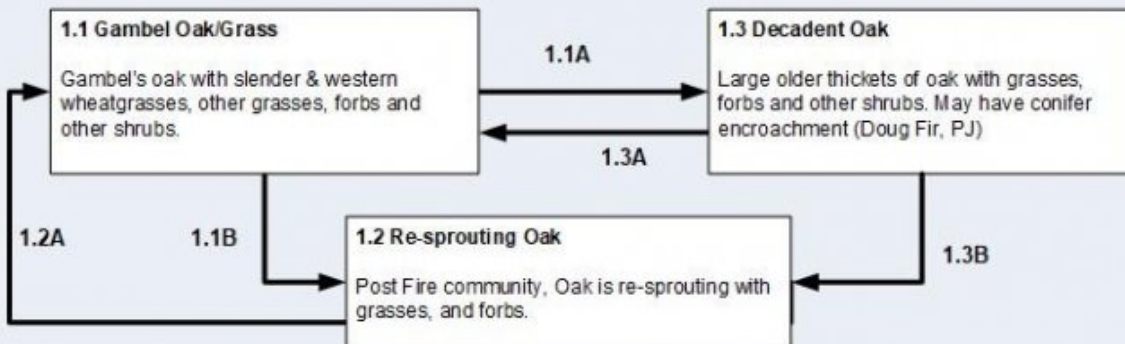 1.1 Gambel Oak/Grass
Gambel's oak with slender & western
wheatgrasses, other grasses, forbs and
other shrubs.
1.1A
1.3A
1.3 Decadent Oak
Large older thickets of oak with grasses,
forbs and other shrubs. May have conifer
encroachment (Doug Fir, PJ)
1.2A
1.1B
1.2 Re-sprouting Oak
Post Fire community, Oak is re-sprouting with
grasses, and forbs.
1.3B